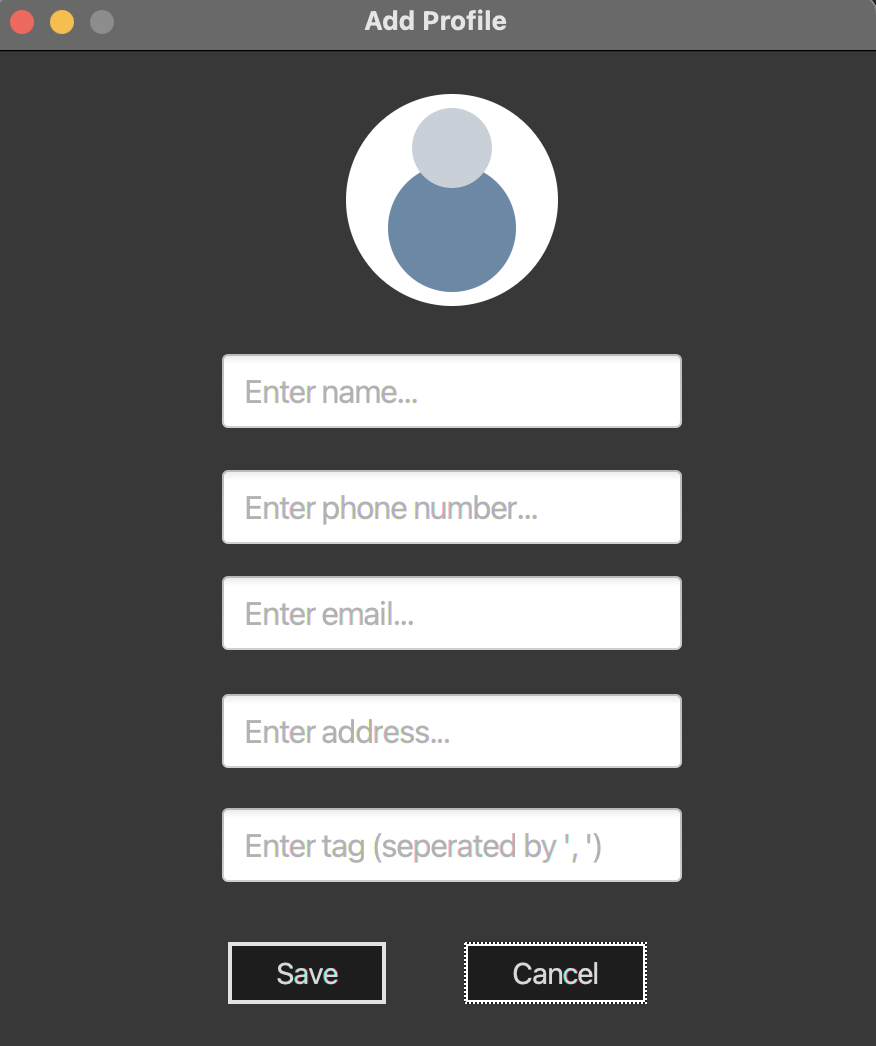 Add Profile
Enter name...
Enter phone number...
Enter email...
Enter address...
Enter tag (seperated by ', ')
Save
Cancel